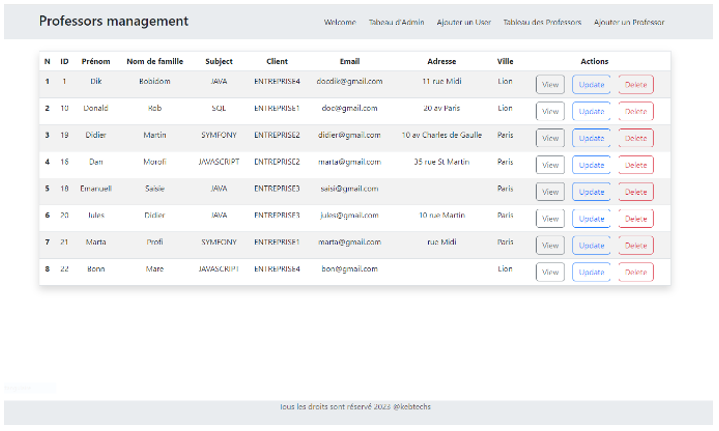 Professors management Welcome Tabeau d'Admin Ajouter un User Tableau des Professors Ajouter un Professor
N ID Prénom Nom de famille Subject Client Email Adresse Ville Actions
1 1 Dik Bobidom JAVA ENTREPRISE4 docdik@gmail.com 11 rue Midi Lion View Update Delete
2 10 Donald Rob SQL ENTREPRISE1 doc@gmail.com 20 av Paris Lion View Update Delete
3 19 Didier Martin SYMFONY ENTREPRISE2 didier@gmail.com 10 av Charles de Gaulle Paris View Update Delete
4 16 Dan Morofi JAVASCRIPT ENTREPRISE2 marta@gmail.com 35 rue St Martin Paris View Update Delete
5 18 Emanuell Saisie JAVA ENTREPRISE3 saisi@gmail.com Paris View Update Delete
6 20 Jules Didier JAVA ENTREPRISE3 jules@gmail.com 10 rue Martin Paris View Update Delete
7 21 Marta Profi SYMFONY ENTREPRISE1 marta@gmail.com rue Midi Paris View Update Delete
8 22 Bonn Mare JAVASCRIPT ENTREPRISE4 bon@gmail.com Lion View Update Delete
Tous les droits sont réservé 2023 @kebtechs